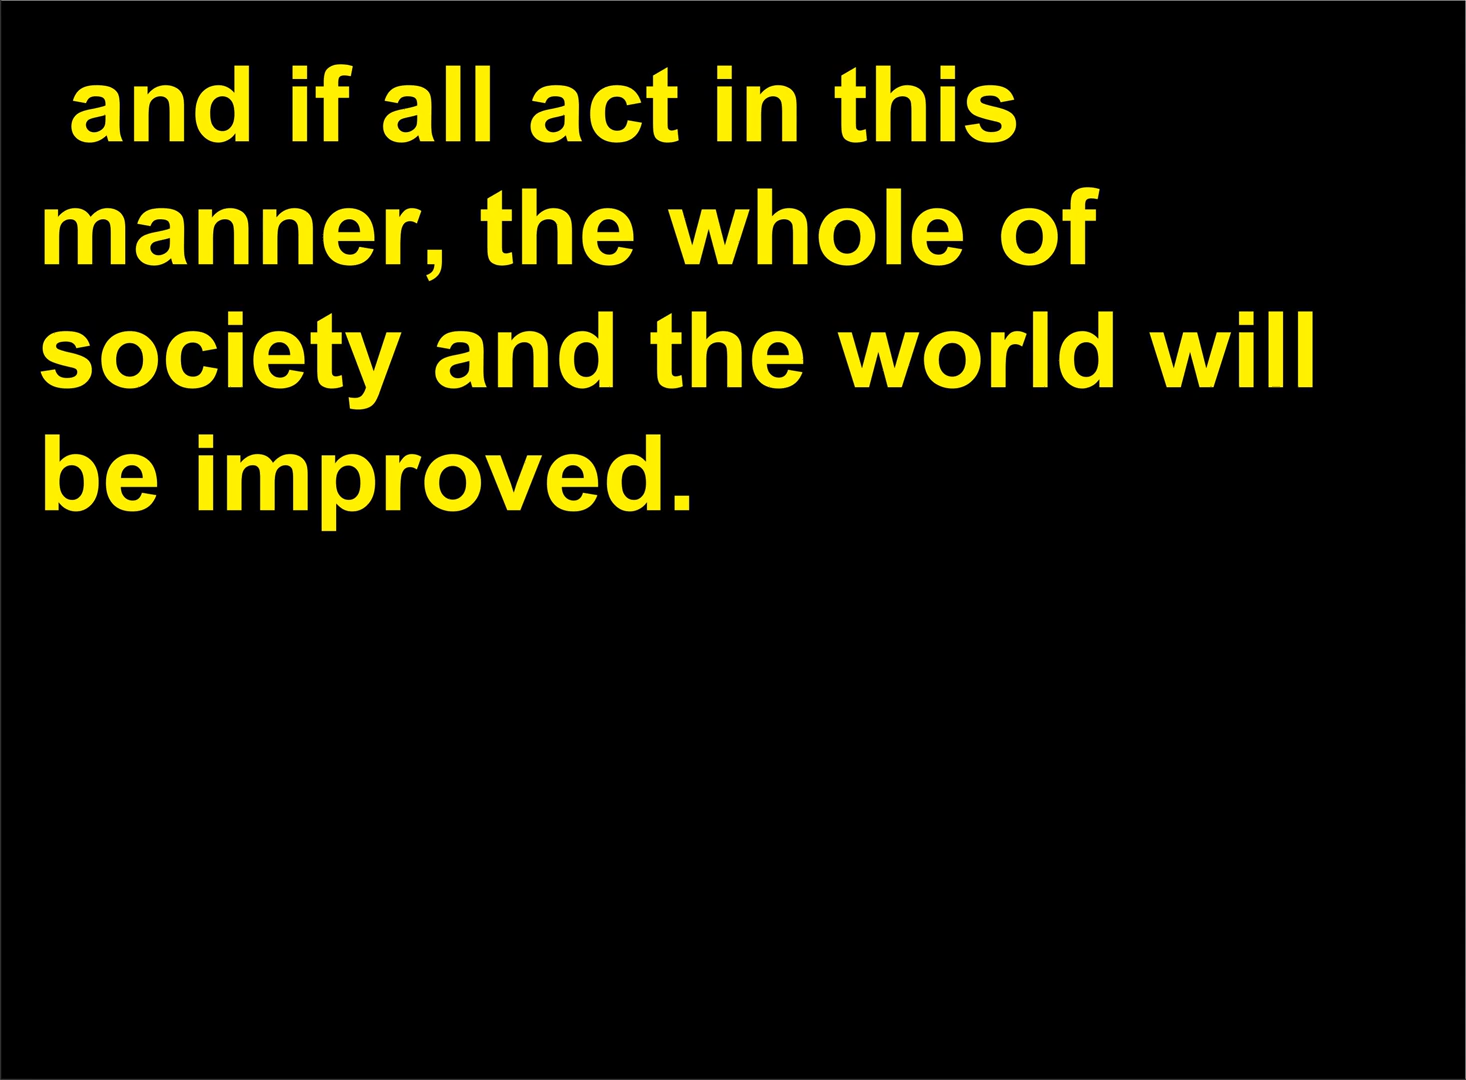 and if all act in this
manner, the whole of
society and the world will
be improved.